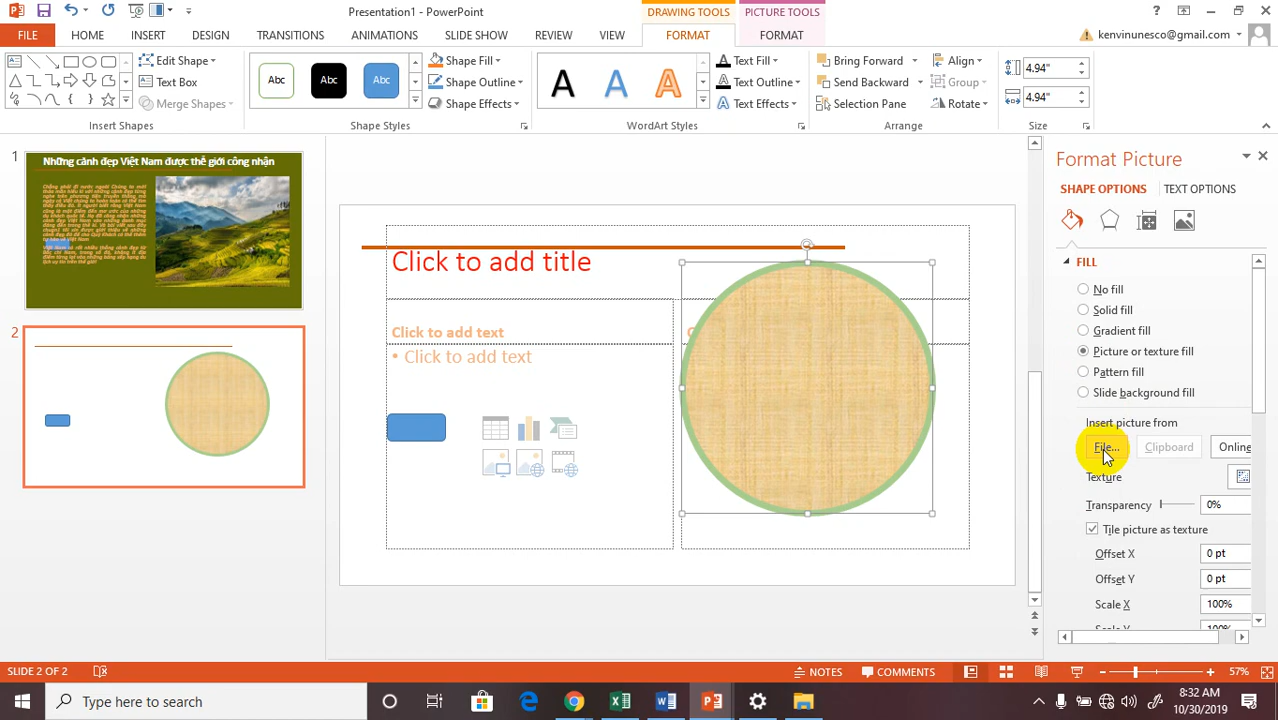 Presentation1 - PowerPoint
DRAWING TOOLS
PICTURE TOOLS
?
FILE
HOME
INSERT
DESIGN
TRANSITIONS
ANIMATIONS
SLIDE SHOW
REVIEW
VIEW
FORMAT
FORMAT
kenvinunesco@gmail.com
Edit Shape
Text Box
Merge Shapes
Insert Shapes
Abc
Abc
Abc
Shape Fill
Shape Outline
Shape Effects
Shape Styles
A
A
A
Text Fill
Text Outline
Text Effects
WordArt Styles
Bring Forward
Send Backward
Selection Pane
Align
Group
Rotate
Arrange
4.94"
4.94"
Size
1
Những cảnh đẹp Việt Nam được thế giới công nhận
2
Click to add title
Click to add text
• Click to add text
Format Picture
SHAPE OPTIONS
TEXT OPTIONS
FILL
No fill
Solid fill
Gradient fill
Picture or texture fill
Pattern fill
Slide background fill
Insert picture from
File...
Clipboard
Online
Texture
Transparency
0%
Tile picture as texture
Offset X
0 pt
Offset Y
0 pt
Scale X
100%
SLIDE 2 OF 2
NOTES
COMMENTS
57%
Type here to search
8:32 AM
10/30/2019